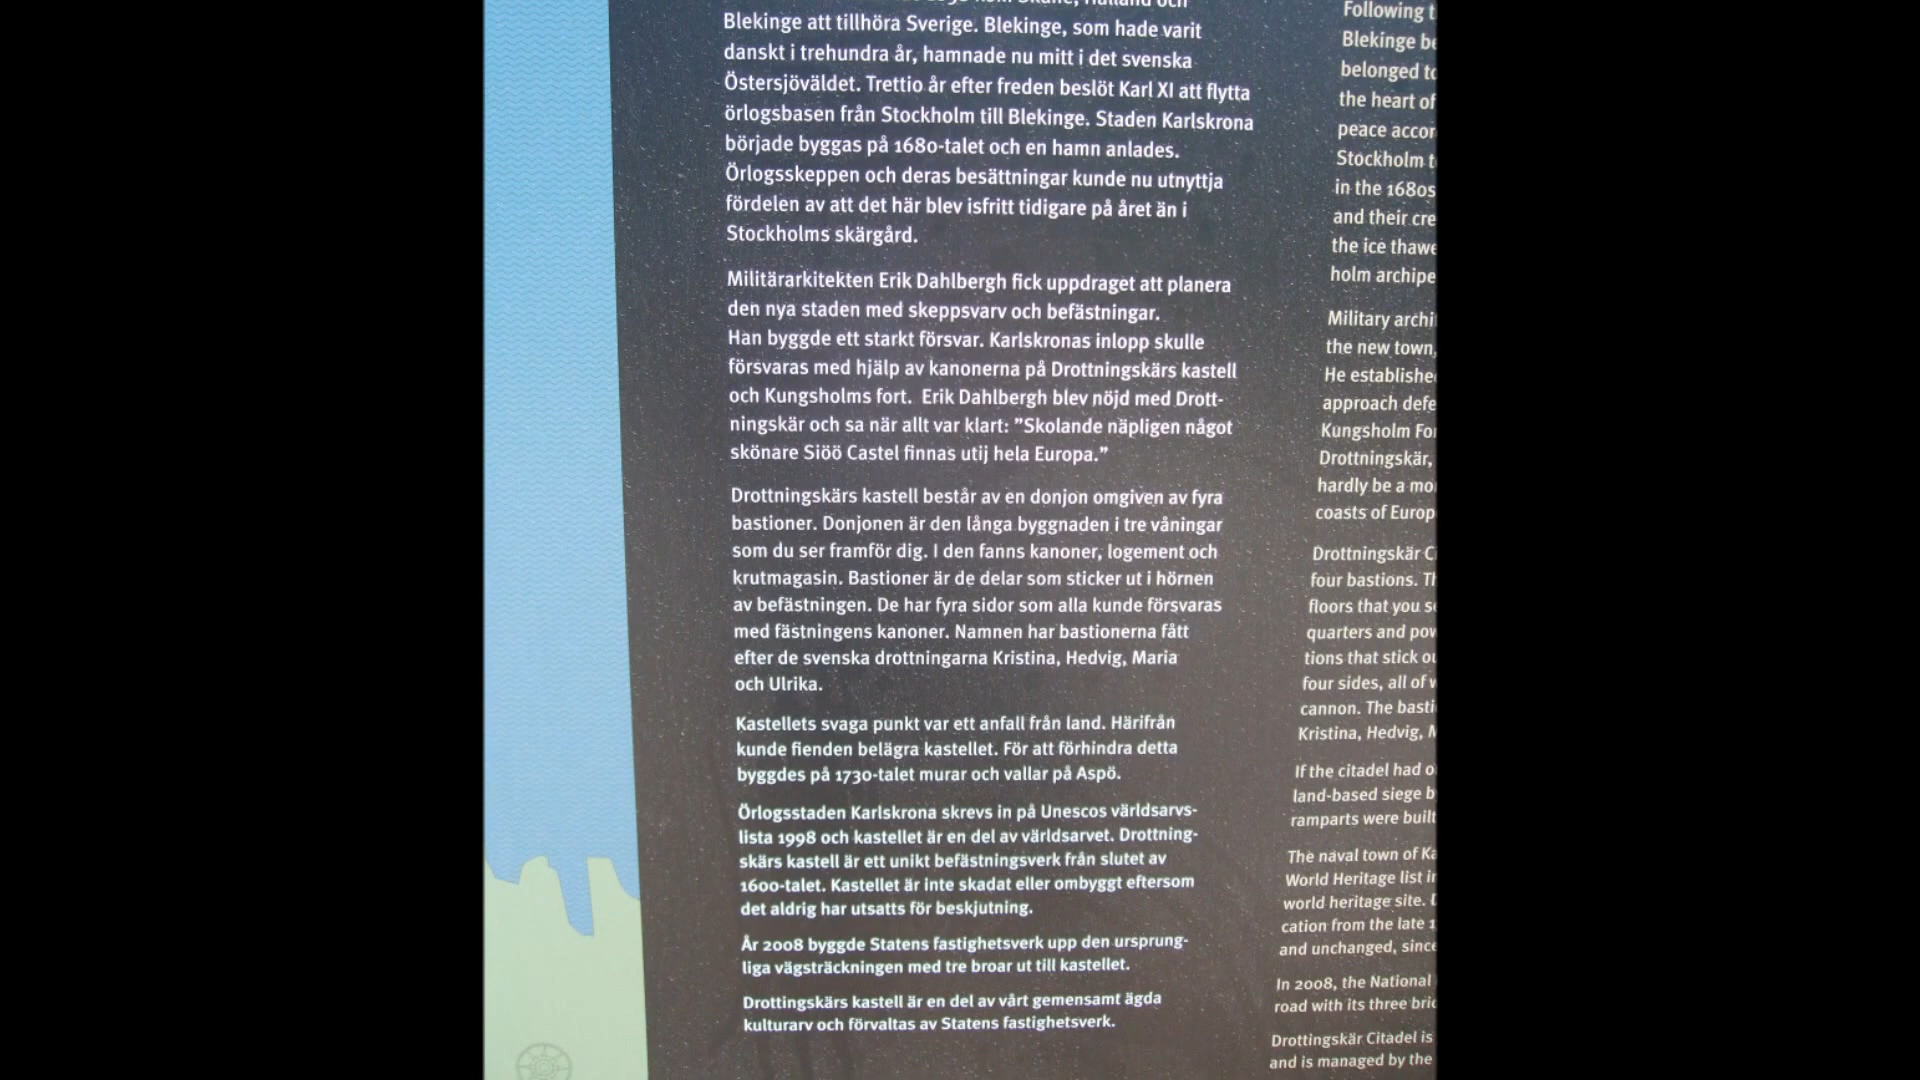 Blekinge att tillhöra Sverige. Blekinge, som hade varit
danskt i trehundra år, hamnade nu mitt i det svenska
Östersjöväldet. Trettio år efter freden beslöt Karl XI att flytta
örlogsbasen från Stockholm till Blekinge. Staden Karlskrona
började byggas på 1680-talet och en hamn anlades.
Örlogsskeppen och deras besättningar kunde nu utnyttja
fördelen av att det här blev isfritt tidigare på året än i
Stockholms skärgård.
Militärarkitekten Erik Dahlbergh fick uppdraget att planera
den nya staden med skeppsvarv och befästningar.
Han byggde ett starkt försvar. Karlskronas inlopp skulle
försvaras med hjälp av kanonerna på Drottningskärs kastell
och Kungsholms fort. Erik Dahlbergh blev nöjd med Drott-
ningskär och sa när allt var klart: ”Skolande näpligen något
skönare Siöö Castel finnas utij hela Europa.”
Drottningskärs kastell består av en donjon omgiven av fyra
bastioner. Donjonen är den långa byggnaden i tre våningar
som du ser framför dig. I den fanns kanoner, logement och
krutmagasin. Bastioner är de delar som sticker ut i hörnen
av befästningen. De har fyra sidor som alla kunde försvaras
med fästningens kanoner. Namnen har bastionerna fått
efter de svenska drottningarna Kristina, Hedvig, Maria
och Ulrika.
Kastellets svaga punkt var ett anfall från land. Härifrån
kunde fienden belägra kastellet. För att förhindra detta
byggdes på 1730-talet murar och vallar på Aspö.
Örlogsstaden Karlskrona skrevs in på Unescos världsarvs-
lista 1998 och kastellet är en del av världsarvet. Drottning-
skärs kastell är ett unikt befästningsverk från slutet av
1600-talet. Kastellet är inte skadat eller ombyggt eftersom
det aldrig har utsatts för beskjutning.
År 2008 byggde Statens fastighetsverk upp den ursprung-
liga vägsträckningen med tre broar ut till kastellet.
Drottingskärs kastell är en del av vårt gemensamt ägda
kulturarv och förvaltas av Statens fastighetsverk.
Following
Blekinge
belonged
the heart of
peace
Stockholm
in the 1680s
and their
the ice
holm
Military
the new town,
He
approach
Kungsholm
Drottningskär,
hardly be a
coasts of
Drottningskär
four bastions.
floors that you
quarters and
tions that stick
four sides, all of
cannon. The
Kristina, Hedvig,
If the citadel had
land-based siege
ramparts were built
The naval town of
World Heritage list
world heritage site.
cation from the late
and unchanged, since
In 2008, the National
road with its three
Drottingskär Citadel is
and is managed by the